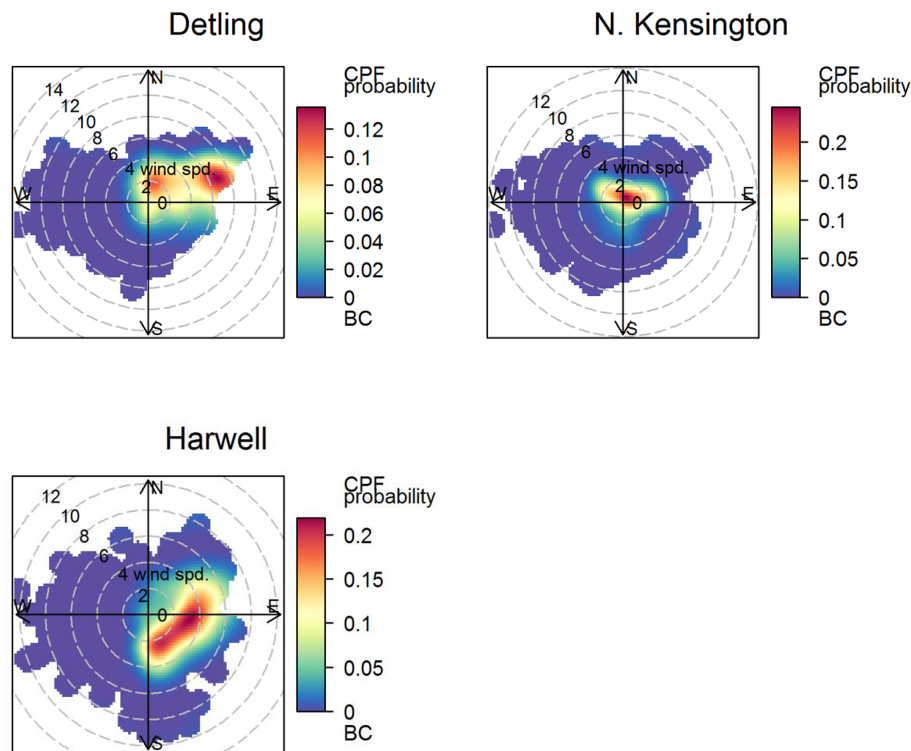 Detling
N
W
E
S
14
12
10
8
6
4 wind spd.
2
0
CPF
probability
0.12
0.10
0.08
0.06
0.04
0.02
0
BC
N. Kensington
N
W
E
S
12
10
8
6
4 wind spd.
2
0
CPF
probability
0.2
0.15
0.1
0.05
0
BC
Harwell
N
W
E
S
12
10
8
6
4 wind spd.
2
0
CPF
probability
0.2
0.15
0.1
0.05
0
BC